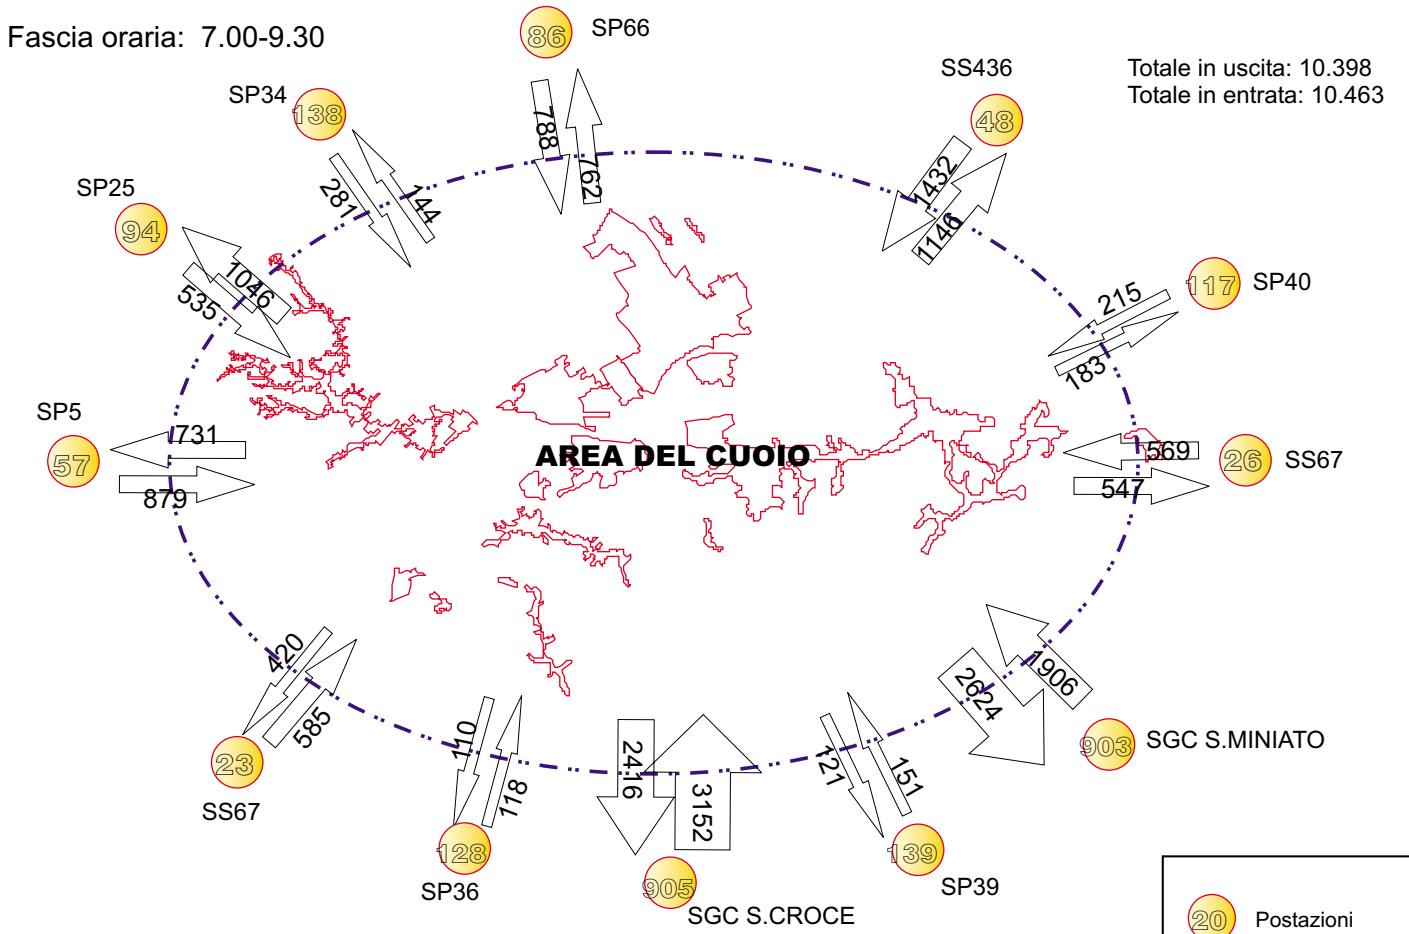 Fascia oraria: 7.00-9.30
86
SP66
SS436
Totale in uscita: 10.398
Totale in entrata: 10.463
SP34
138
48
788
762
1432
1146
SP25
94
281
144
117
SP40
215
183
1046
535
SP5
57
731
879
AREA DEL CUOIO
569
547
26
SS67
420
585
23
SS67
110
118
128
SP36
2416
3152
905
SGC S.CROCE
121
151
139
SP39
2624
1906
903
SGC S.MINIATO
20
Postazioni